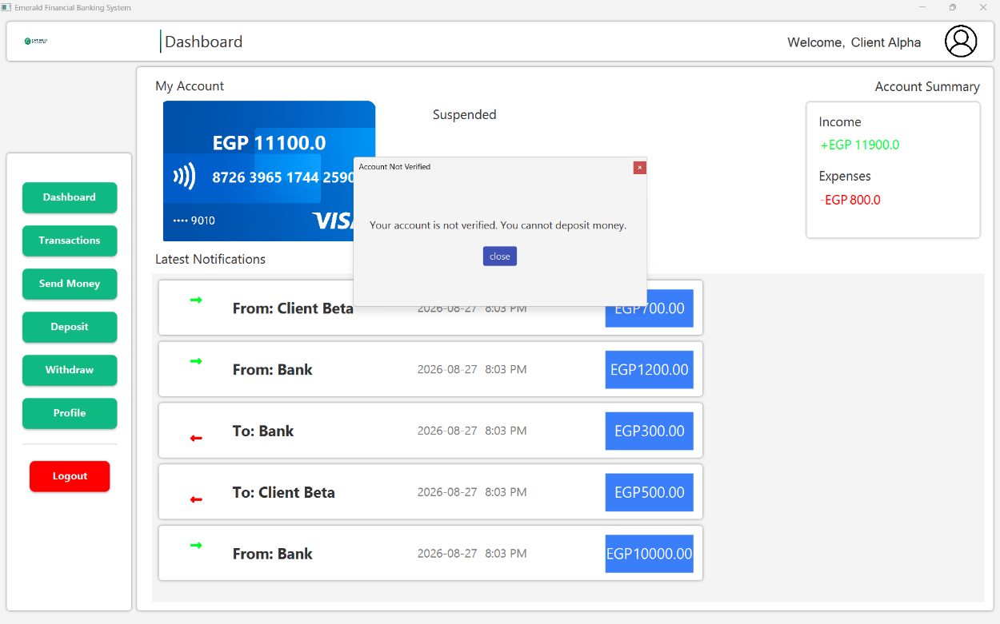 Emerald Financial Banking System
Dashboard
Welcome, Client Alpha
My Account
Account Summary
EGP 11100.0
8726 3965 1744 2590
•••• 9010
VISA
Suspended
Income
+EGP 11900.0
Expenses
-EGP 800.0
Account Not Verified
Your account is not verified. You cannot deposit money.
close
Dashboard
Transactions
Send Money
Deposit
Withdraw
Profile
Logout
Latest Notifications
From: Client Beta 2026-08-27 8:03 PM EGP700.00
From: Bank 2026-08-27 8:03 PM EGP1200.00
To: Bank 2026-08-27 8:03 PM EGP300.00
To: Client Beta 2026-08-27 8:03 PM EGP500.00
From: Bank 2026-08-27 8:03 PM EGP10000.00